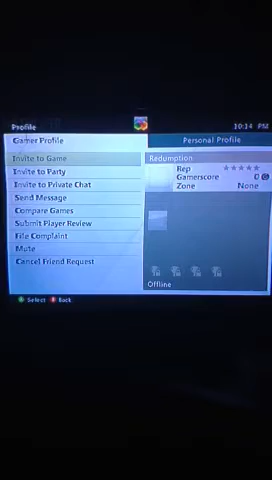 Profile
10:14 PM
Gamer Profile
Personal Profile
Invite to Game
Invite to Party
Invite to Private Chat
Send Message
Compare Games
Submit Player Review
File Complaint
Mute
Cancel Friend Request
Redumption
Rep
Gamerscore 0 G
Zone None
Offline
A Select B Back